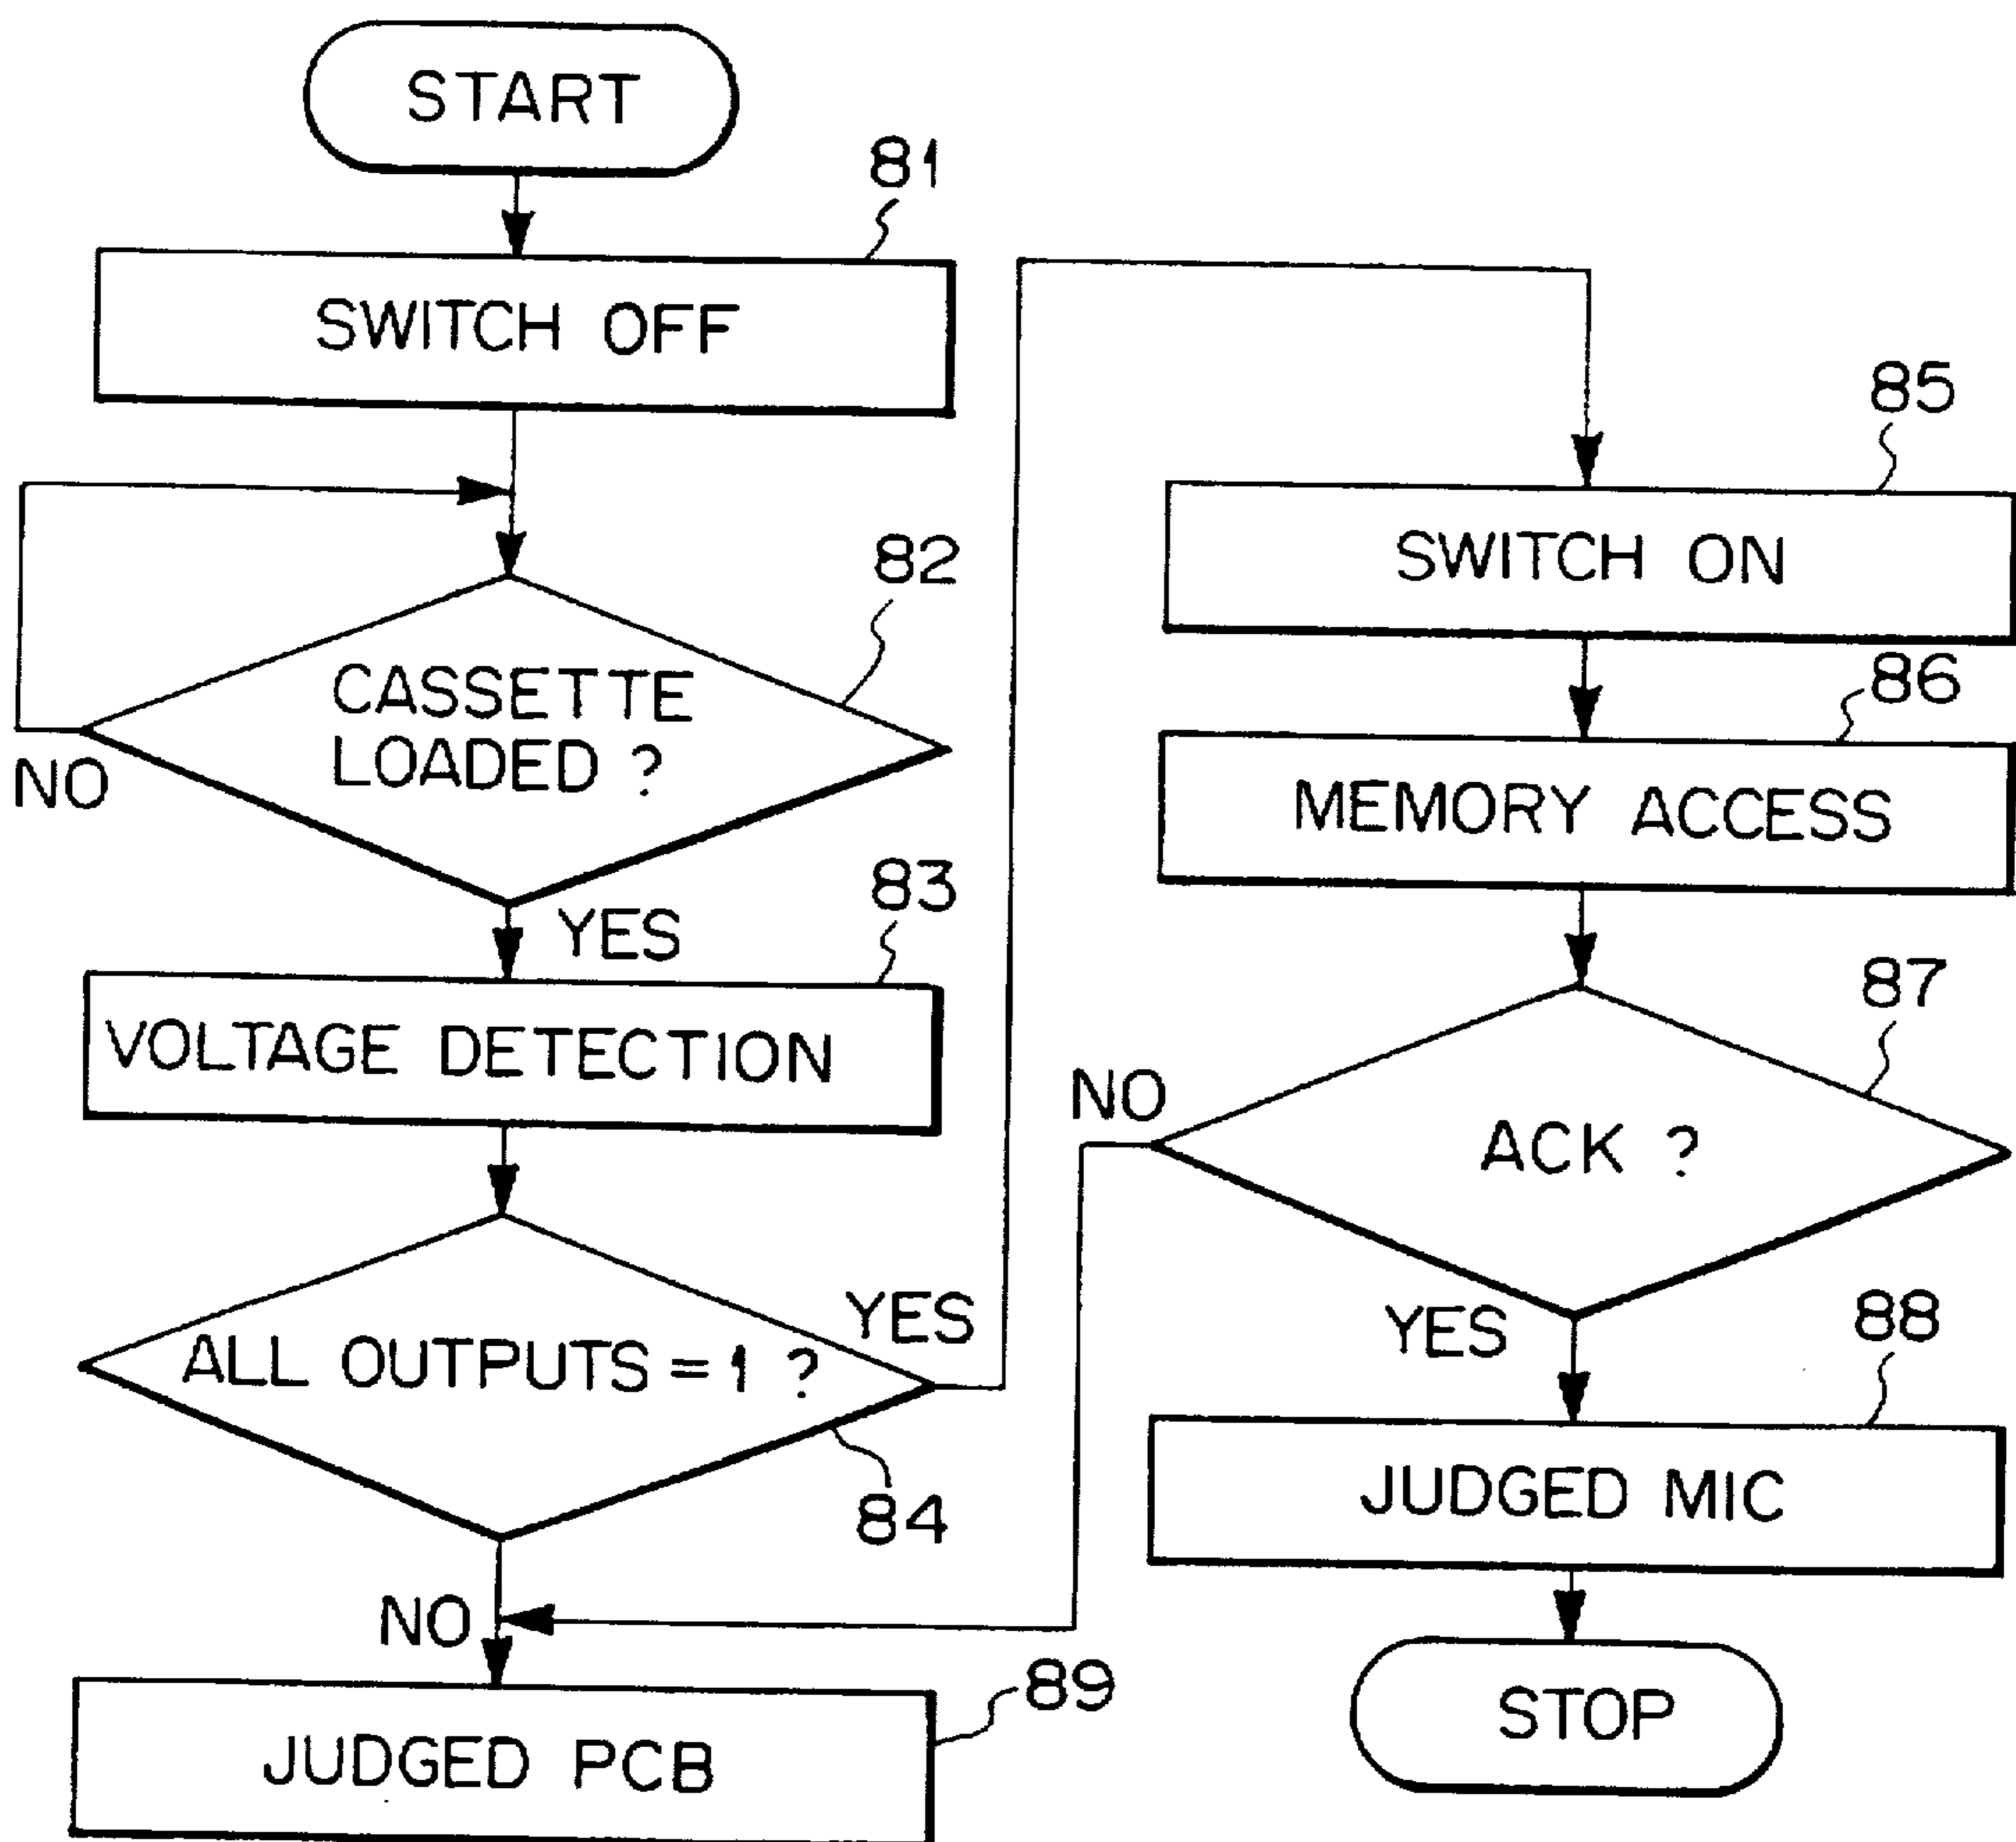 START
81
SWITCH OFF
82
CASSETTE
LOADED ?
NO
YES
83
VOLTAGE DETECTION
ALL OUTPUTS = 1 ?
YES
84
NO
89
JUDGED PCB
85
SWITCH ON
86
MEMORY ACCESS
87
NO
ACK ?
YES
88
JUDGED MIC
STOP